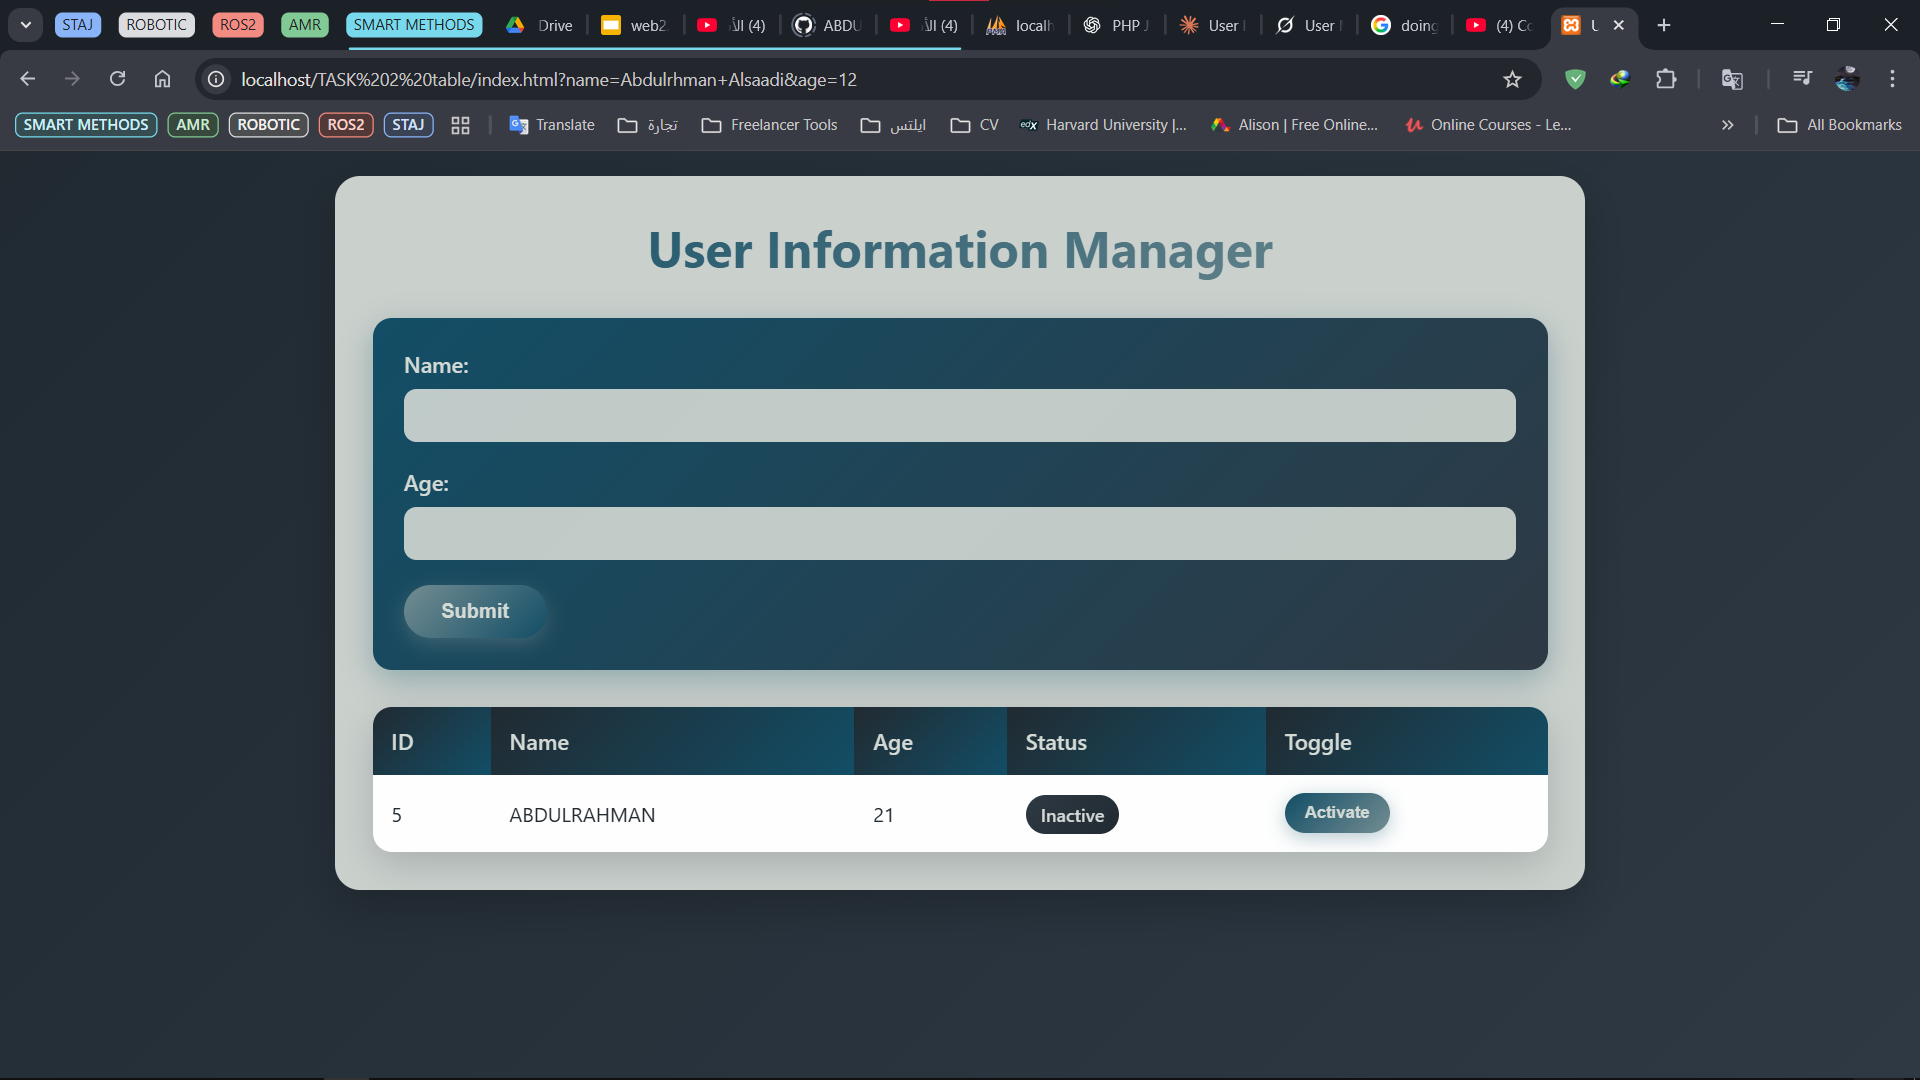 STAJ ROBOTIC ROS2 AMR SMART METHODS Drive web2 (4) ABDU (4) localh PHP J User User doing (4) Co U
localhost/TASK%202%20table/index.html?name=Abdulrhman+Alsaadi&age=12
SMART METHODS AMR ROBOTIC ROS2 STAJ Translate تجارة Freelancer Tools ايلتس CV Harvard University |... Alison | Free Online... Online Courses - Le... » All Bookmarks
User Information Manager
Name:
Age:
Submit
ID Name Age Status Toggle
5 ABDULRAHMAN 21 Inactive Activate